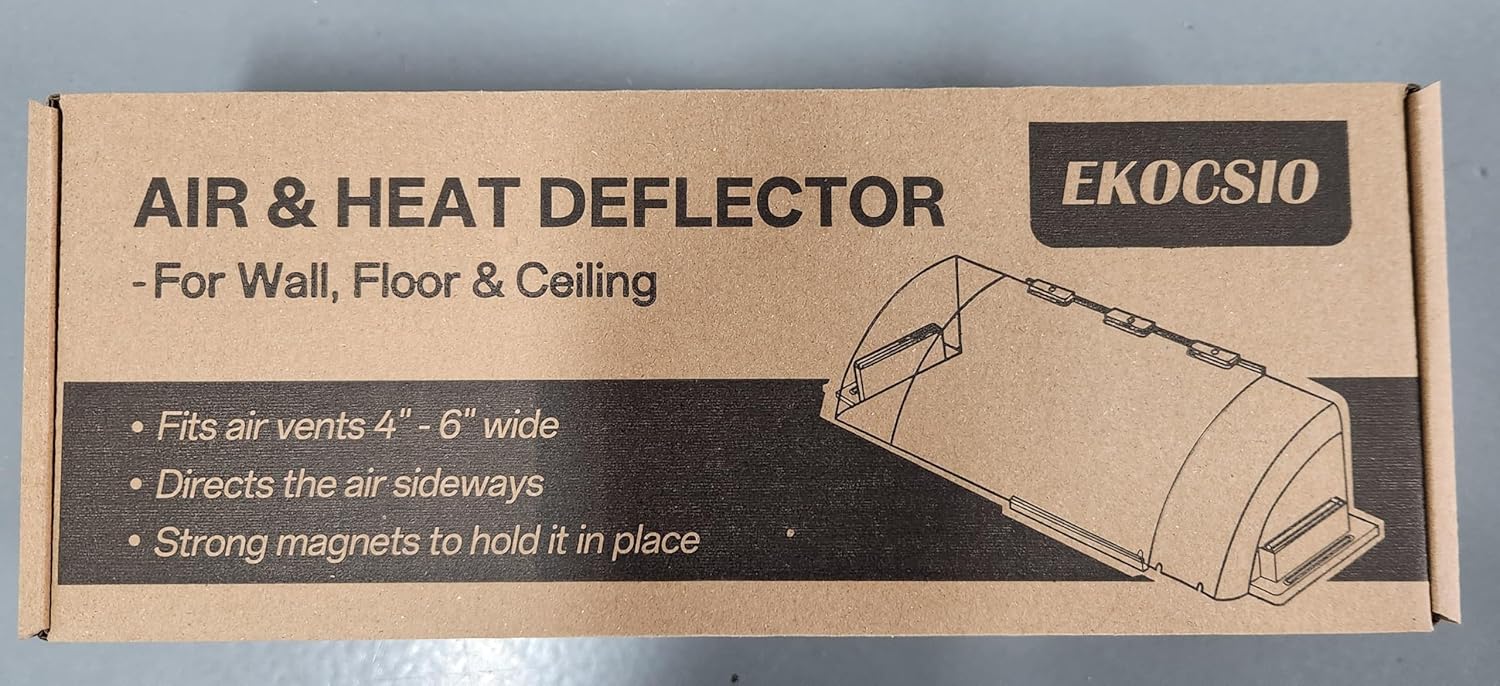 AIR & HEAT DEFLECTOR
-For Wall, Floor & Ceiling
EKOCSIO
• Fits air vents 4" - 6" wide
• Directs the air sideways
• Strong magnets to hold it in place